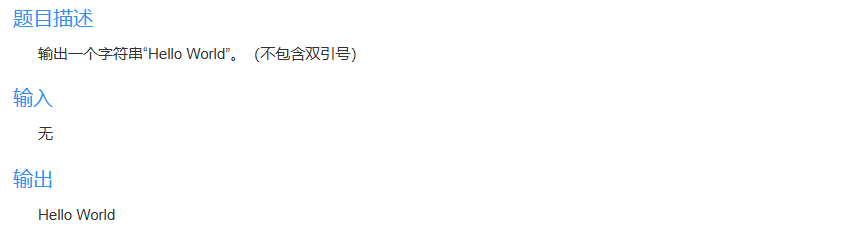 题目描述
输出一个字符串“Hello World”。 (不包含双引号)
输入
无
输出
Hello World